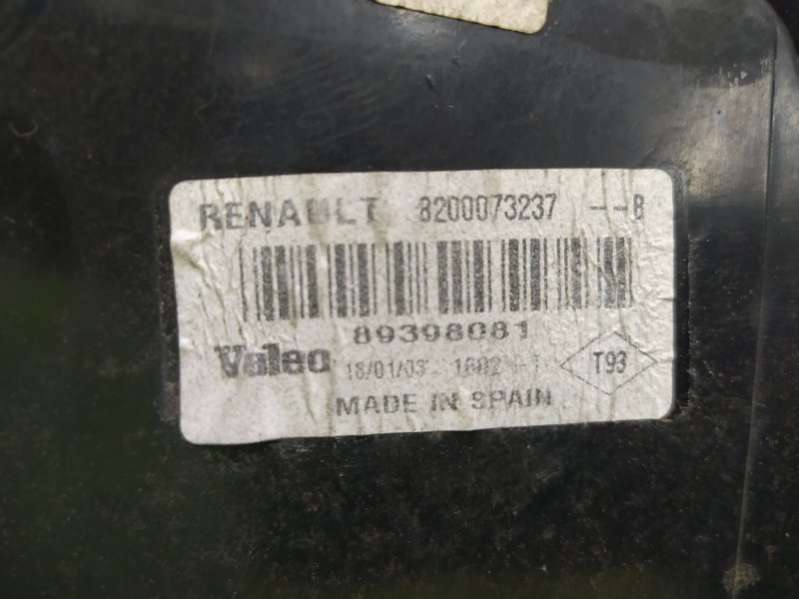 RENAULT 8200073237 --B
89398081
Valeo 18/01/03 T93
MADE IN SPAIN